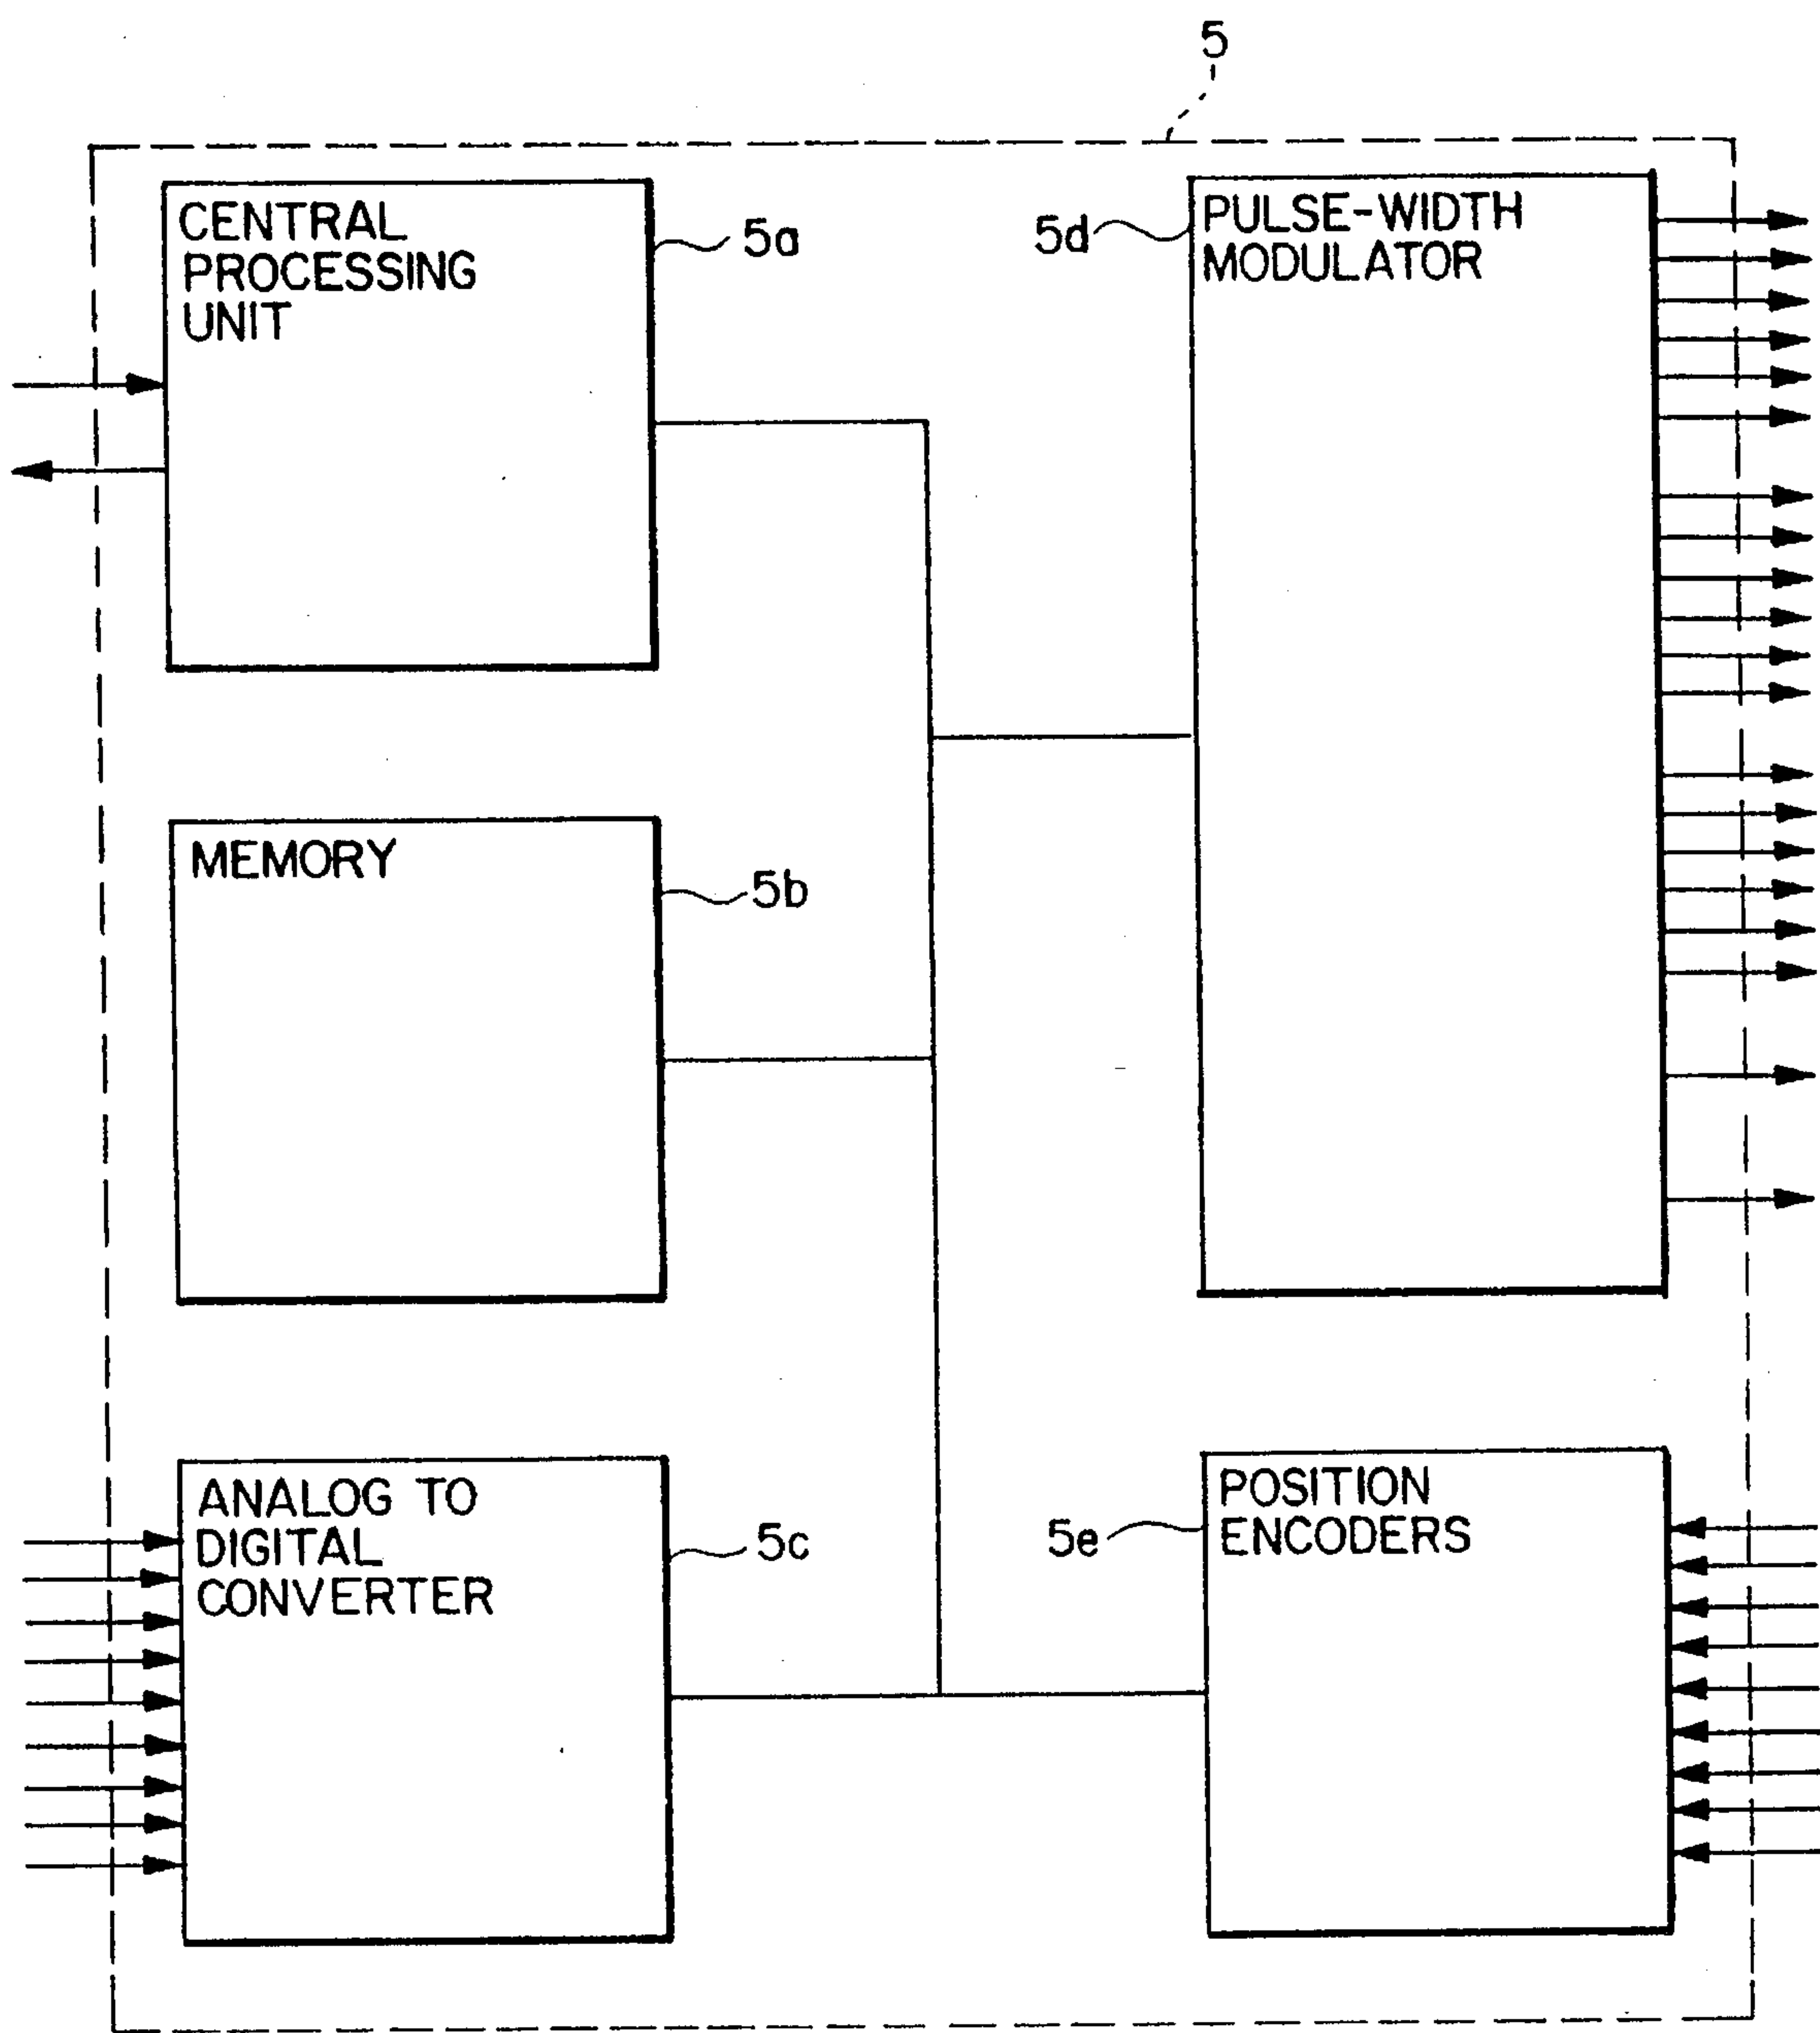 5
CENTRAL
PROCESSING
UNIT
5a
5d
PULSE-WIDTH
MODULATOR
MEMORY
5b
ANALOG TO
DIGITAL
CONVERTER
5c
5e
POSITION
ENCODERS